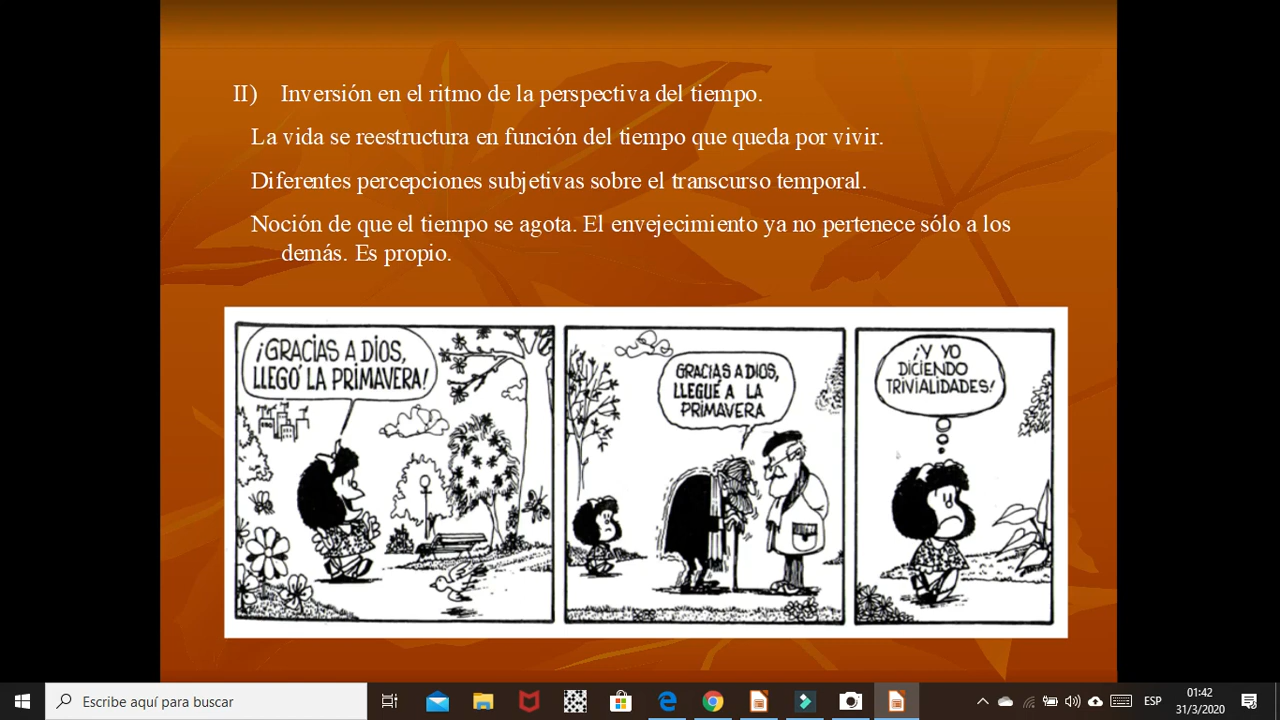 II) Inversión en el ritmo de la perspectiva del tiempo.
La vida se reestructura en función del tiempo que queda por vivir.
Diferentes percepciones subjetivas sobre el transcurso temporal.
Noción de que el tiempo se agota. El envejecimiento ya no pertenece sólo a los
demás. Es propio.
¡GRACIAS A DIOS,
LLEGÓ LA PRIMAVERA!
GRACIAS A DIOS,
LLEGUÉ A LA
PRIMAVERA
¡Y YO
DICIENDO
TRIVIALIDADES!
Escribe aquí para buscar
ESP
01:42
31/3/2020